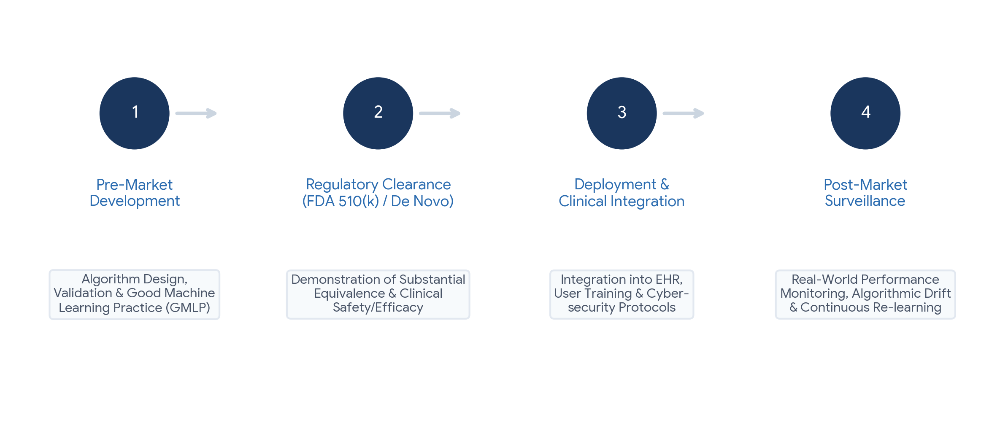 1
2
3
4
Pre-Market
Development
Regulatory Clearance
(FDA 510(k) / De Novo)
Deployment &
Clinical Integration
Post-Market
Surveillance
Algorithm Design,
Validation & Good Machine
Learning Practice (GMLP)
Demonstration of Substantial
Equivalence & Clinical
Safety/Efficacy
Integration into EHR,
User Training & Cyber-
security Protocols
Real-World Performance
Monitoring, Algorithmic Drift
& Continuous Re-learning